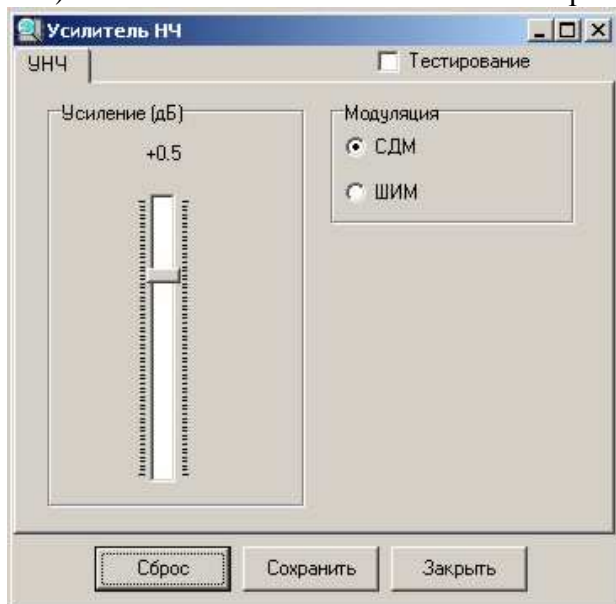 Усилитель НЧ
УНЧ
Тестирование
Усиление (дБ)
+0.5
Модуляция
СДМ
ШИМ
Сброс
Сохранить
Закрыть